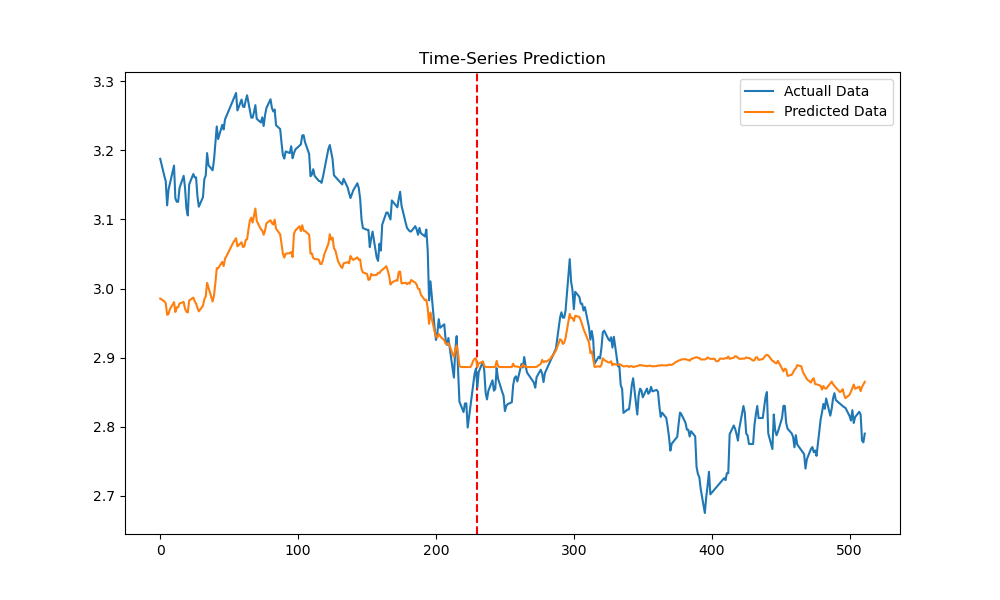 Time-Series Prediction
Actuall Data
Predicted Data
3.3
3.2
3.1
3.0
2.9
2.8
2.7
0 100 200 300 400 500